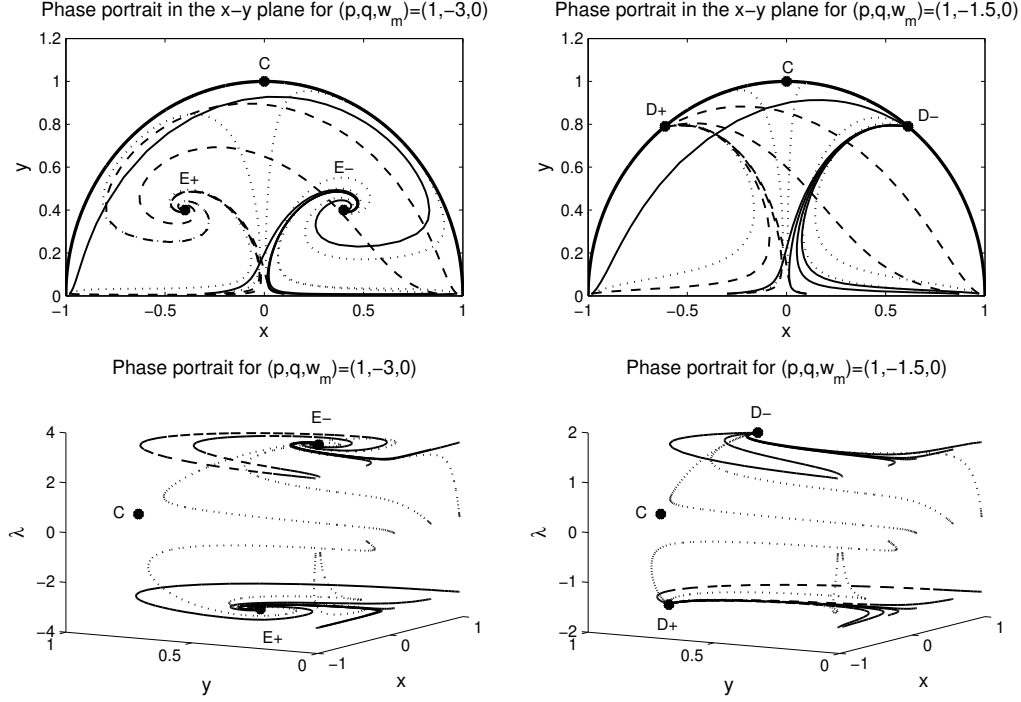 Phase portrait in the x−y plane for (p,q,w_m)=(1,−3,0)
1.2
1
0.8
0.6
0.4
0.2
0
y
C
E+
E−
−1
−0.5
0
0.5
1
x
Phase portrait in the x−y plane for (p,q,w_m)=(1,−1.5,0)
1.2
1
0.8
0.6
0.4
0.2
0
y
C
D+
D−
−1
−0.5
0
0.5
1
x
Phase portrait for (p,q,w_m)=(1,−3,0)
4
2
0
−2
−4
λ
E−
C
E+
1
0.5
0
y
−1
0
1
x
Phase portrait for (p,q,w_m)=(1,−1.5,0)
2
1
0
−1
−2
λ
D−
C
D+
1
0.5
0
y
−1
0
1
x